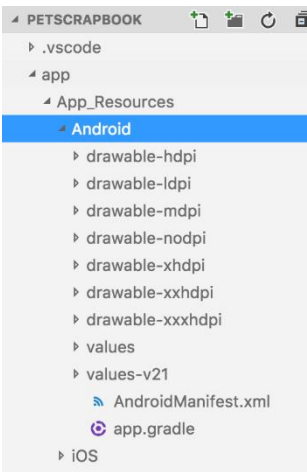 PETSCRAPBOOK
.vscode
app
App_Resources
Android
drawable-hdpi
drawable-ldpi
drawable-mdpi
drawable-nodpi
drawable-xhdpi
drawable-xxhdpi
drawable-xxxhdpi
values
values-v21
AndroidManifest.xml
app.gradle
iOS